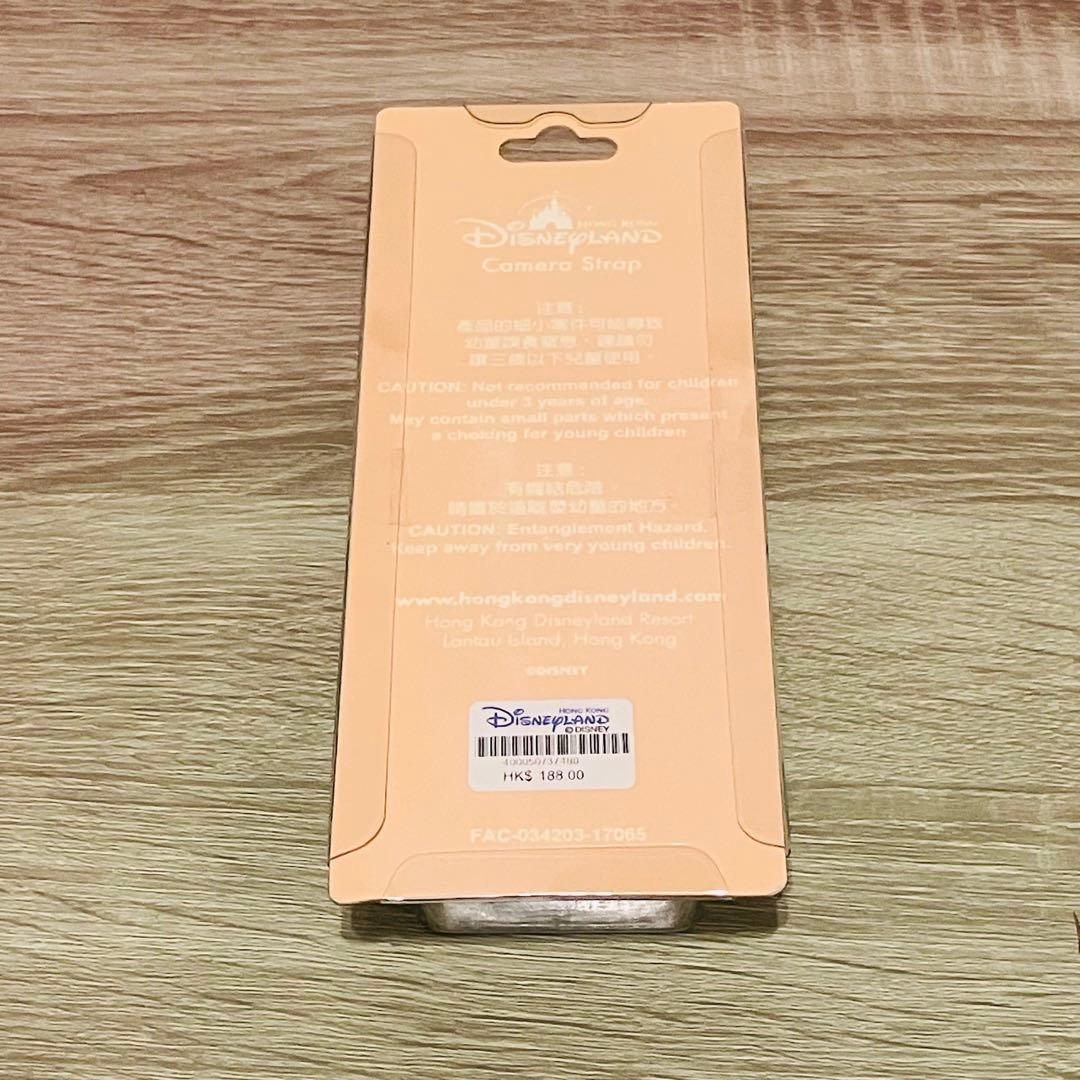 HONG KONG
DISNEYLAND
Camera Strap
注意：
產品的細小零件可能導致
幼童誤食窒息，謹請勿
讓三歲以下兒童使用。
CAUTION: Not recommended for children
under 3 years of age.
May contain small parts which present
a choking for young children
注意：
有纏結危險。
請置於遠離嬰幼童的地方。
CAUTION: Entanglement Hazard.
Keep away from very young children.
www.hongkongdisneyland.com
Hong Kong Disneyland Resort
Lantau Island, Hong Kong
©DISNEY
HONG KONG
DISNEYLAND
©DISNEY
400050737480
HK$ 188.00
FAC-034203-17065